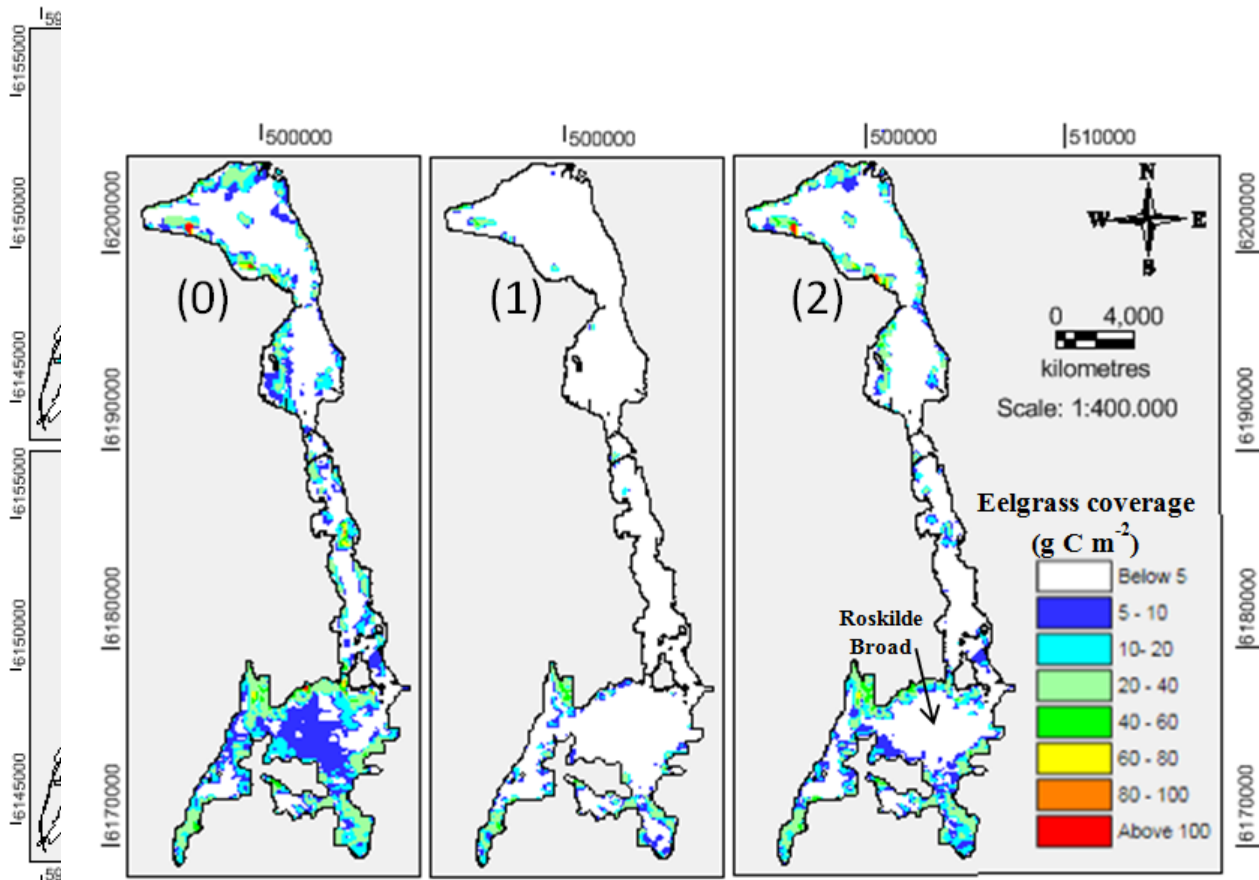 59
6155000
6150000
6145000
6155000
6150000
6145000
59
500000
500000
500000
510000
6200000
6190000
6180000
6170000
6200000
6190000
6180000
6170000
(0)
(1)
(2)
N
W E
S
0 4,000
kilometres
Scale: 1:400.000
Eelgrass coverage
(g C m-2)
Below 5
5 - 10
10- 20
20 - 40
40 - 60
60 - 80
80 - 100
Above 100
Roskilde
Broad